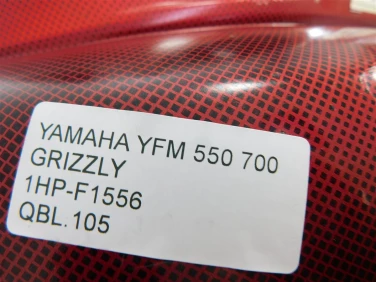 YAMAHA YFM 550 700
GRIZZLY
1HP-F1556
QBL.105